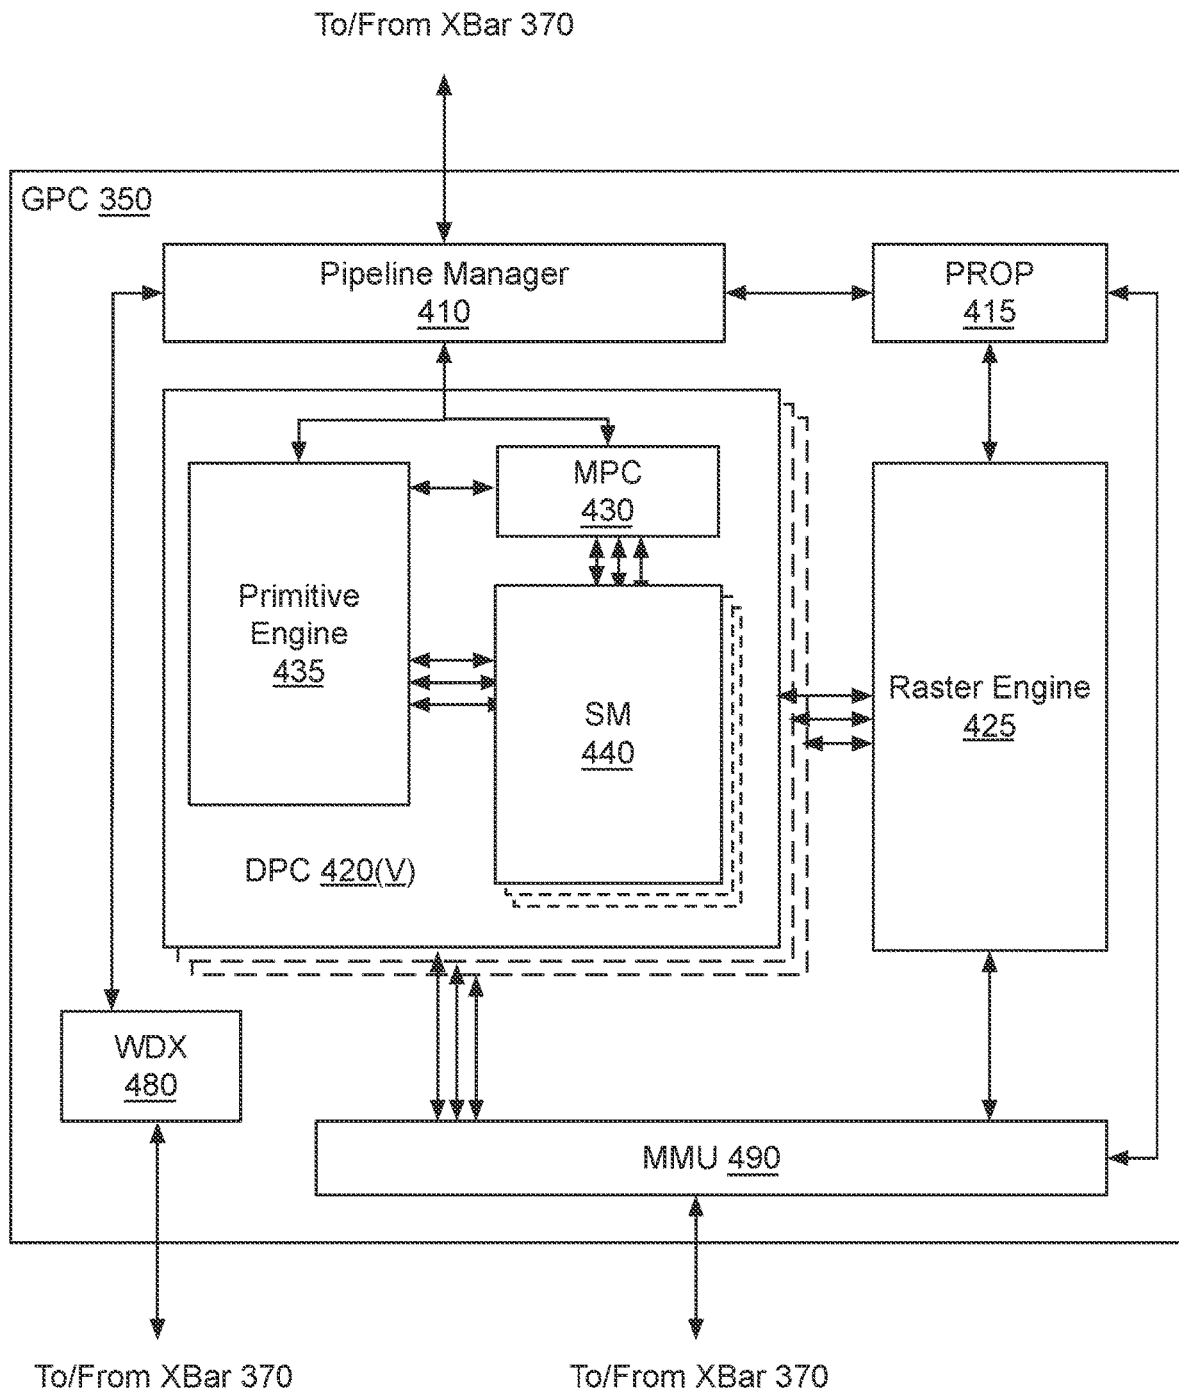 To/From XBar 370
GPC 350
Pipeline Manager
410
PROP
415
MPC
430
Primitive
Engine
435
SM
440
Raster Engine
425
DPC 420(V)
WDX
480
MMU 490
To/From XBar 370
To/From XBar 370